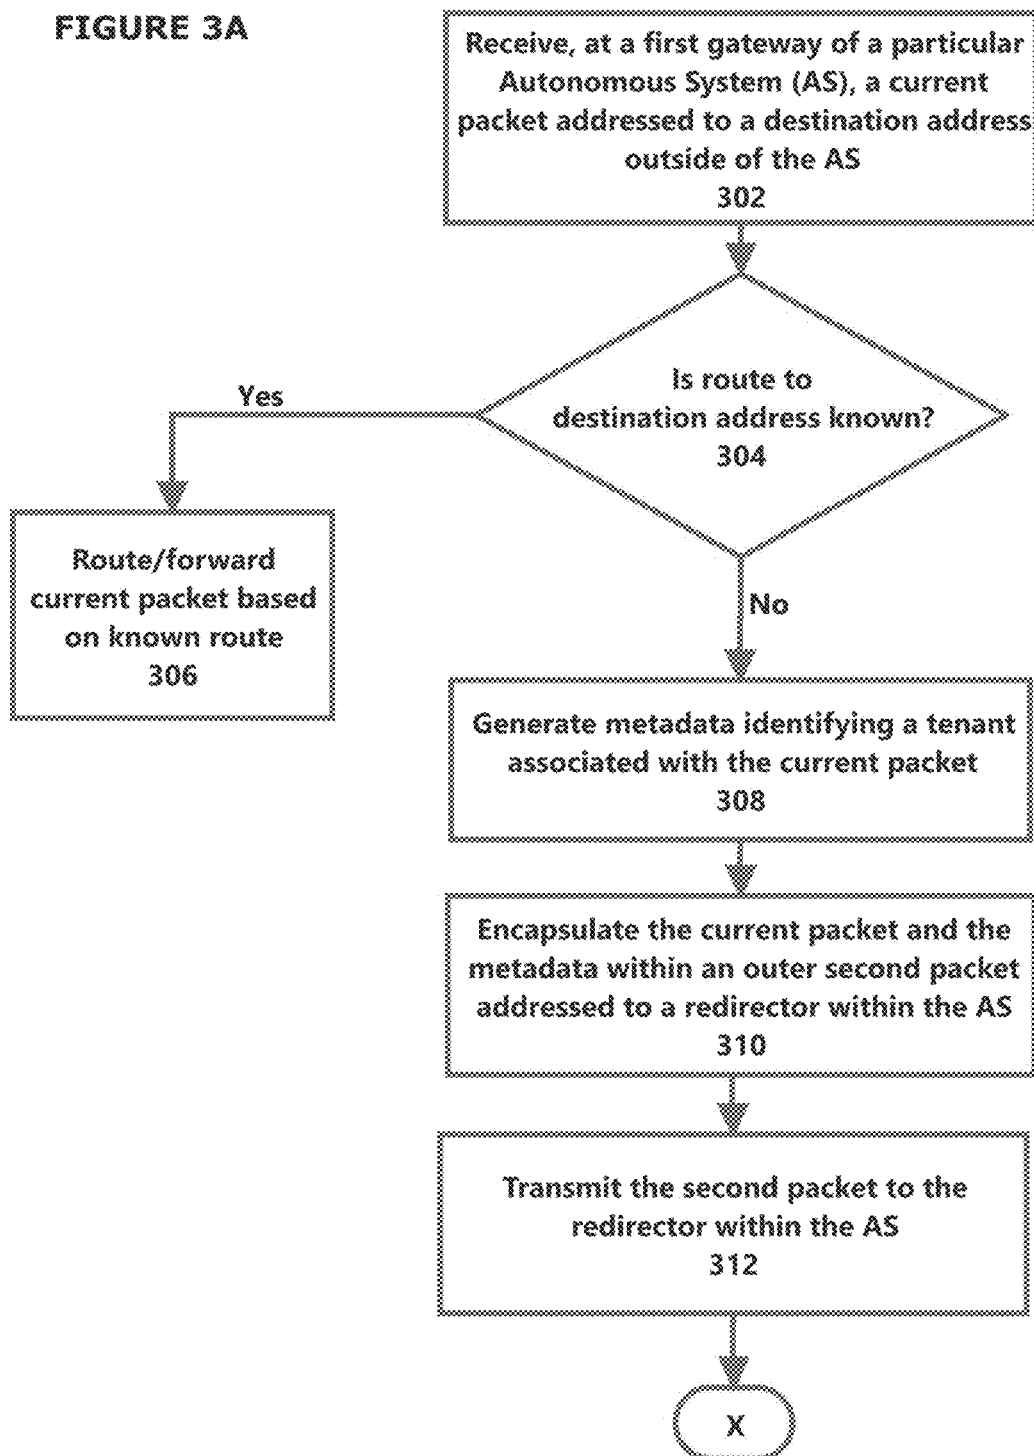 FIGURE 3A
Receive, at a first gateway of a particular
Autonomous System (AS), a current
packet addressed to a destination address
outside of the AS
302
Is route to
destination address known?
304
Yes
Route/forward
current packet based
on known route
306
No
Generate metadata identifying a tenant
associated with the current packet
308
Encapsulate the current packet and the
metadata within an outer second packet
addressed to a redirector within the AS
310
Transmit the second packet to the
redirector within the AS
312
X